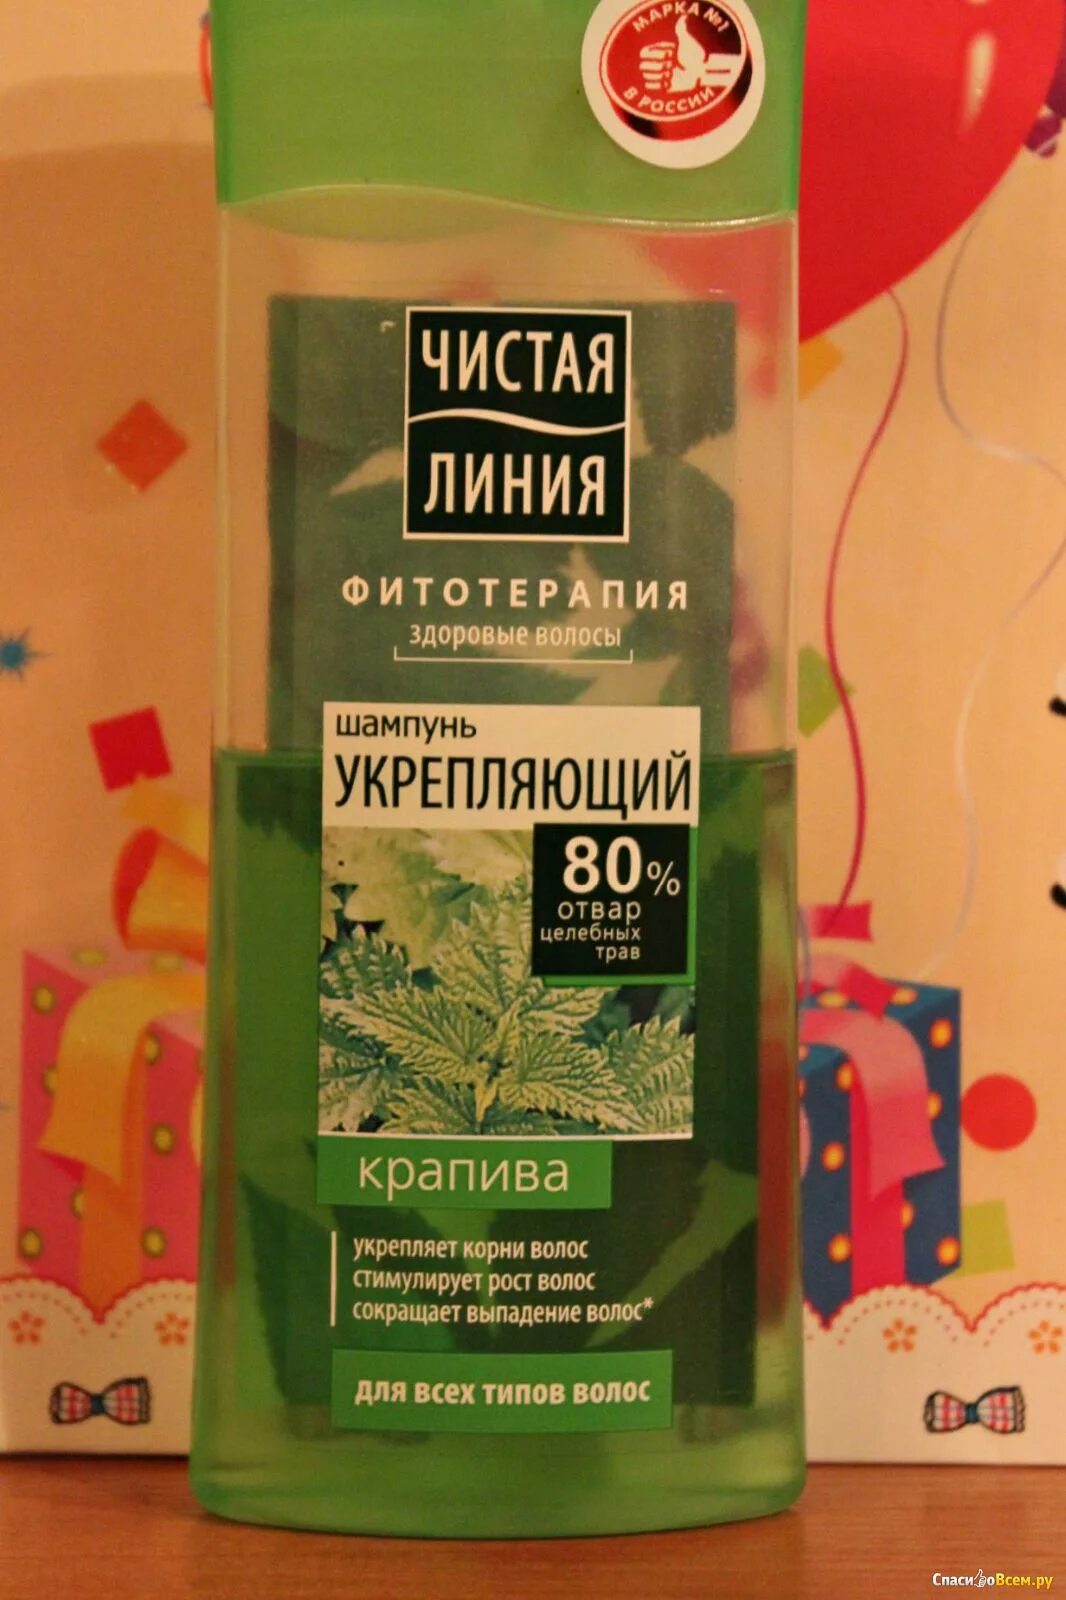 МАРКА №1
В РОССИИ
ЧИСТАЯ
ЛИНИЯ
ФИТОТЕРАПИЯ
здоровые волосы
шампунь
УКРЕПЛЯЮЩИЙ
80%
отвар
целебных
трав
крапива
укрепляет корни волос
стимулирует рост волос
сокращает выпадение волос*
для всех типов волос
СпасибоВсем.ру